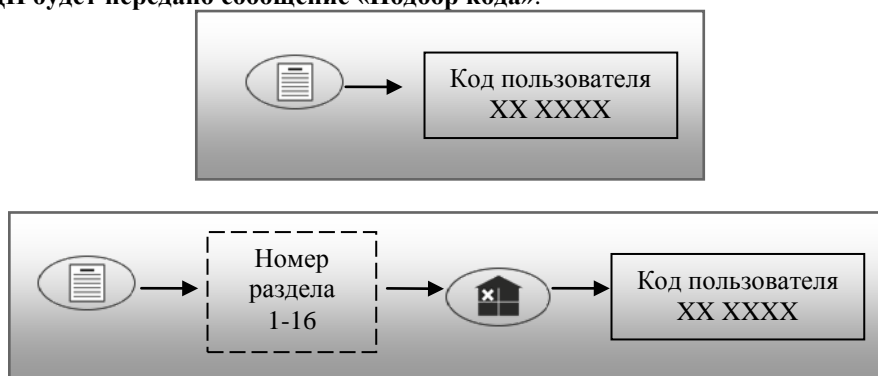 будет передано сообщение «Подбор кода».
Код пользователя
XX XXXX
Номер
раздела
1-16
Код пользователя
XX XXXX